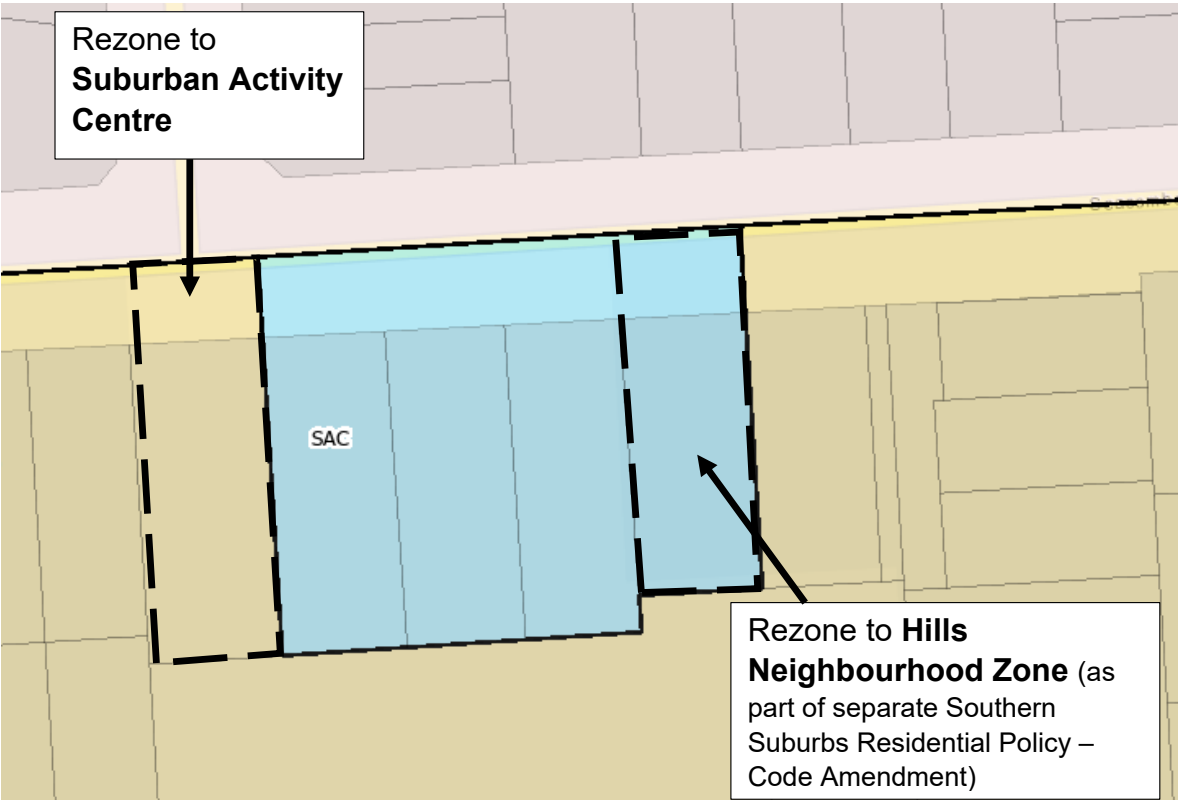 Rezone to
Suburban Activity
Centre
SAC
Rezone to Hills
Neighbourhood Zone (as
part of separate Southern
Suburbs Residential Policy –
Code Amendment)